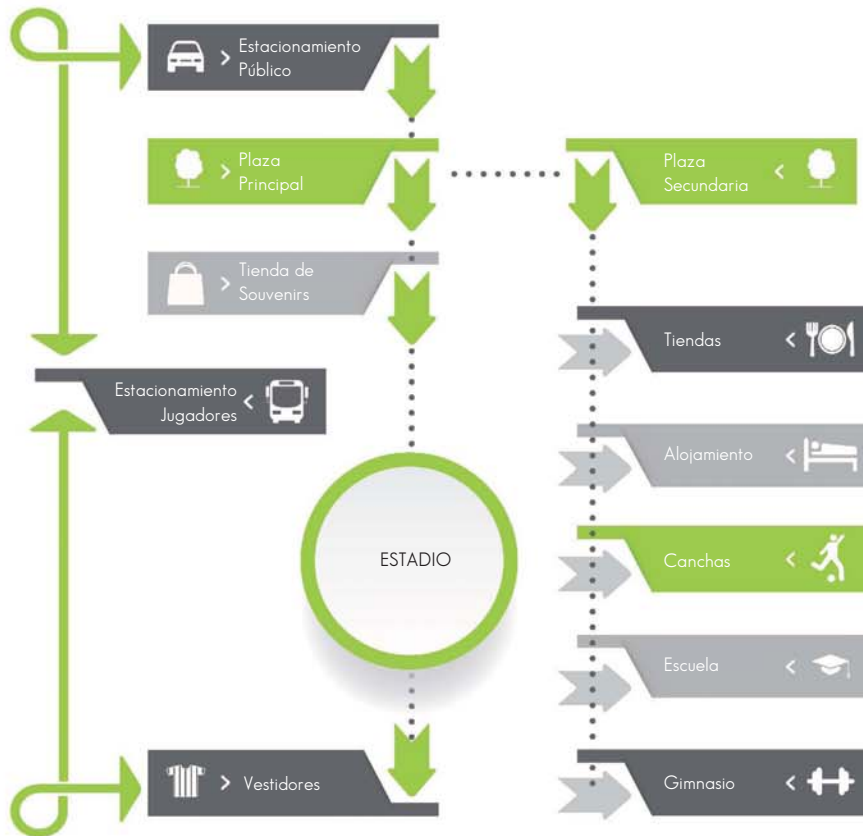 Estacionamiento
Público
Plaza
Principal
Plaza
Secundaria
Tienda de
Souvenirs
Tiendas
Estacionamiento
Jugadores
Alojamiento
ESTADIO
Canchas
Escuela
Vestidores
Gimnasio